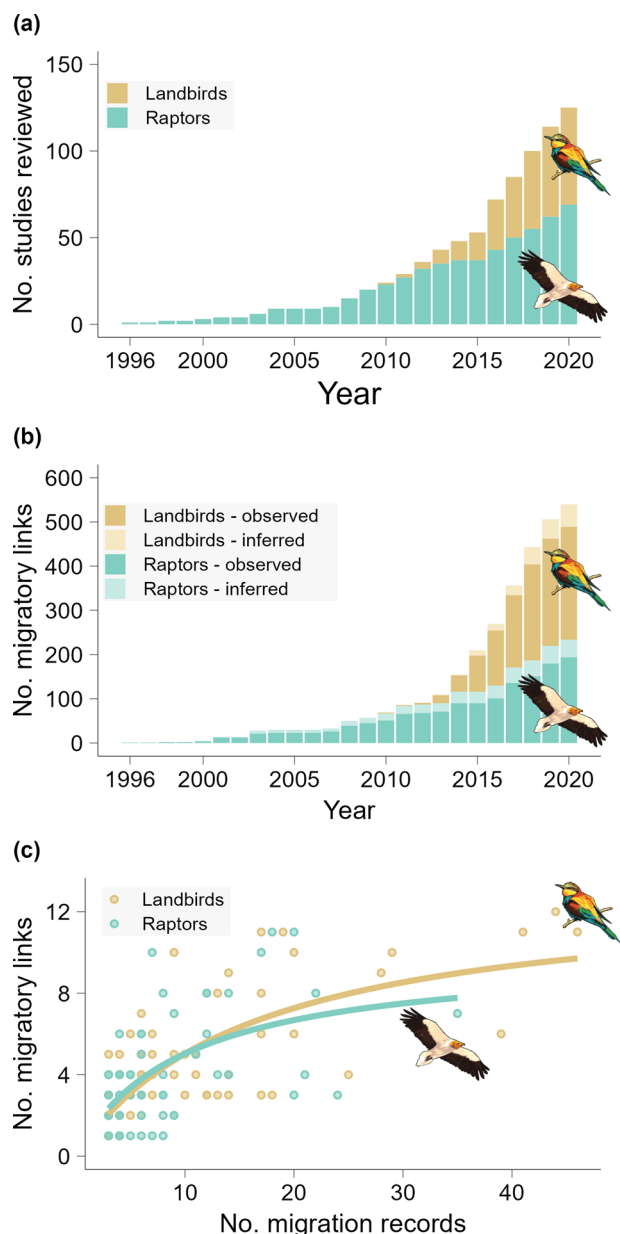 (a)
150
100
50
0
No. studies reviewed
Landbirds
Raptors
1996 2000 2005 2010 2015 2020
Year
(b)
600
500
400
300
200
100
0
No. migratory links
Landbirds - observed
Landbirds - inferred
Raptors - observed
Raptors - inferred
1996 2000 2005 2010 2015 2020
Year
(c)
12
8
4
0
No. migratory links
Landbirds
Raptors
10 20 30 40
No. migration records